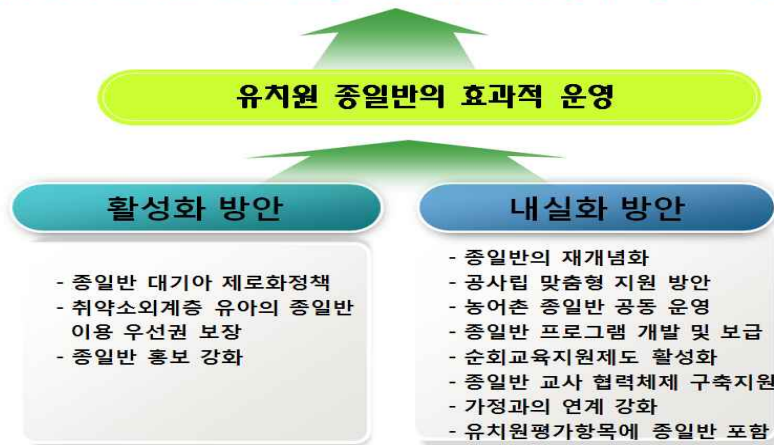 유치원 종일반의 효과적 운영
활성화 방안
- 종일반 대기아 제로화정책
- 취약소외계층 유아의 종일반
이용 우선권 보장
- 종일반 홍보 강화
내실화 방안
- 종일반의 재개념화
- 공사립 맞춤형 지원 방안
- 농어촌 종일반 공동 운영
- 종일반 프로그램 개발 및 보급
- 순회교육지원제도 활성화
- 종일반 교사 협력체제 구축지원
- 가정과의 연계 강화
- 유치원평가항목에 종일반 포함